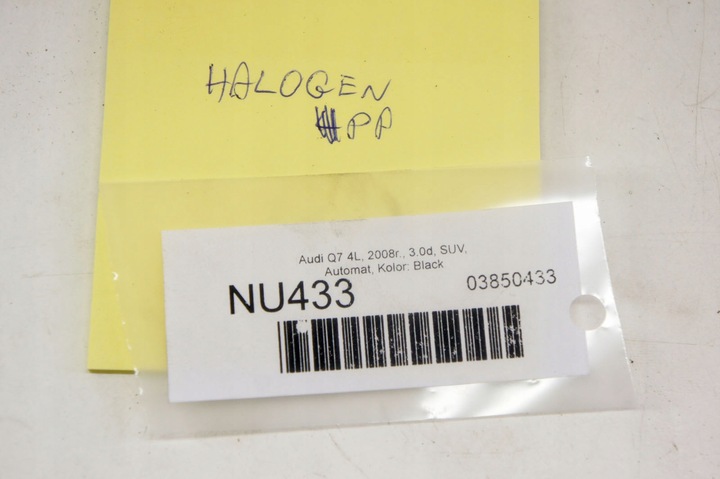 HALOGEN
PP
Audi Q7 4L, 2008r., 3.0d, SUV,
Automat, Kolor: Black
NU433
03850433